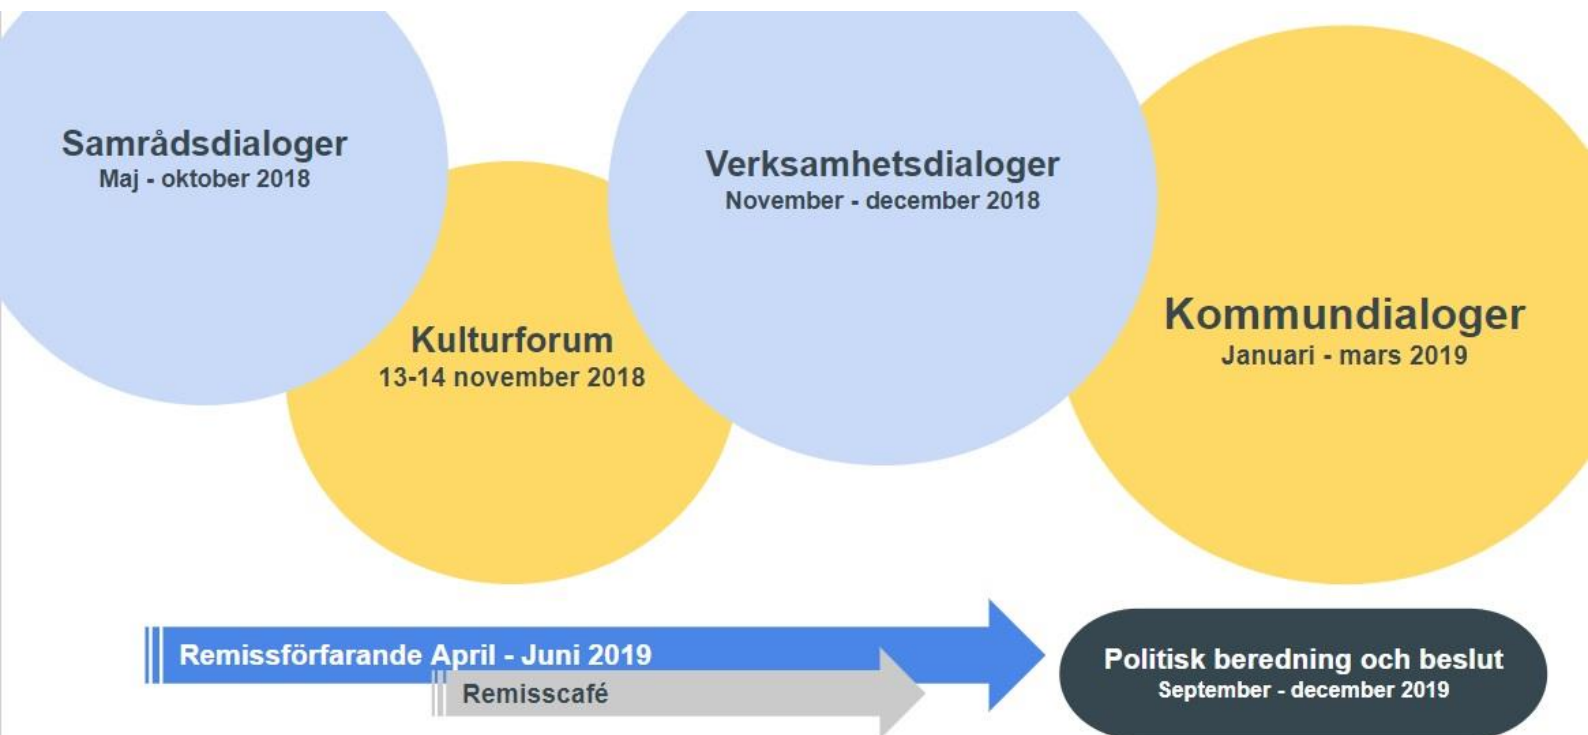 Samrådsdialoger
Maj - oktober 2018
Kulturforum
13-14 november 2018
Verksamhetsdialoger
November - december 2018
Kommundialoger
Januari - mars 2019
Remissförfarande April - Juni 2019
Remisscafé
Politisk beredning och beslut
September - december 2019